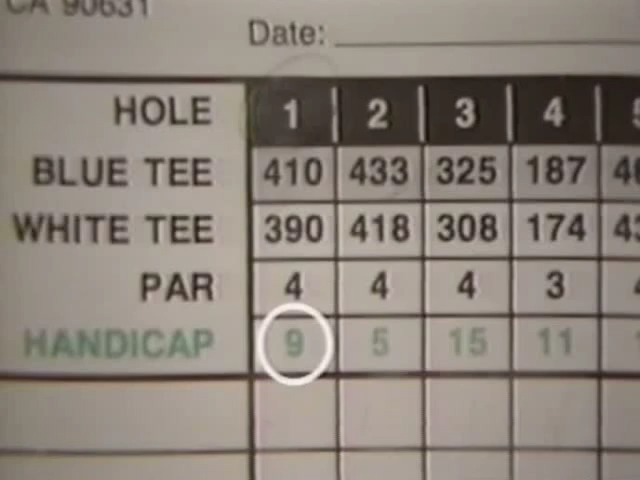 CA 90631
Date:
HOLE 1 2 3 4
BLUE TEE 410 433 325 187
WHITE TEE 390 418 308 174
PAR 4 4 4 3
HANDICAP 9 5 15 11